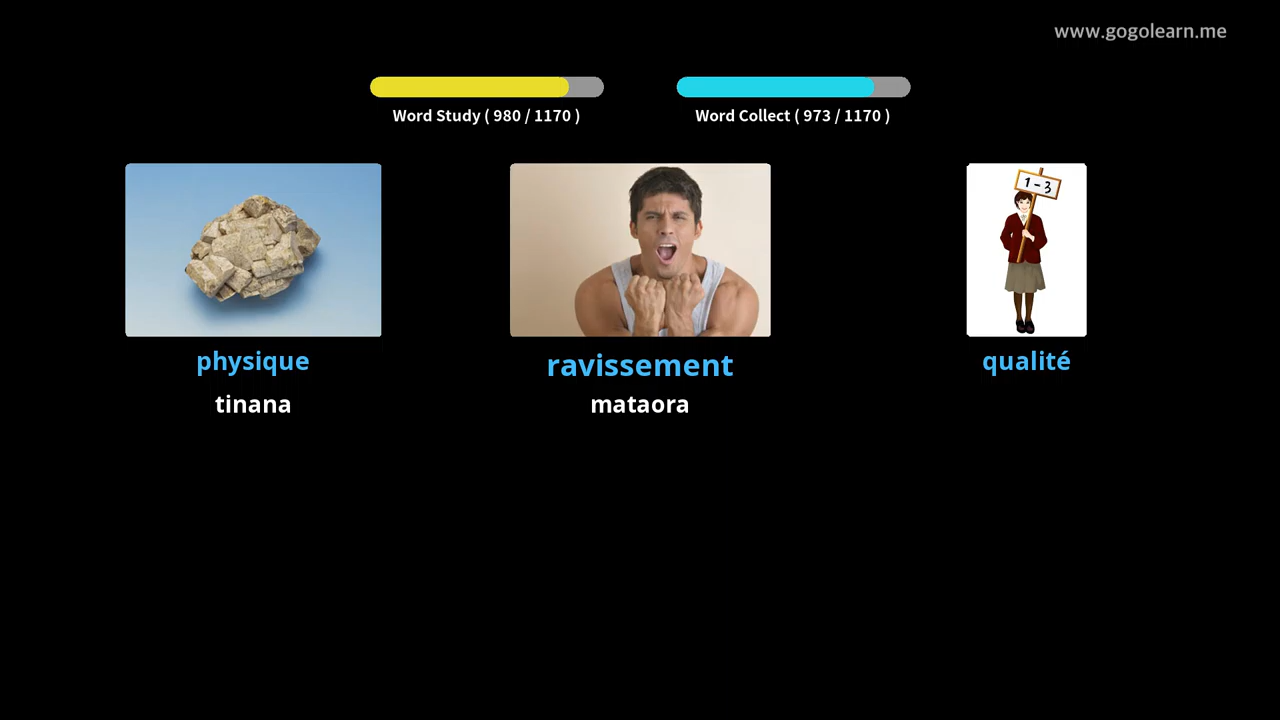 www.gogolearn.me
Word Study ( 980 / 1170 )
Word Collect ( 973 / 1170 )
1 - 3
physique
ravissement
qualité
tinana
mataora